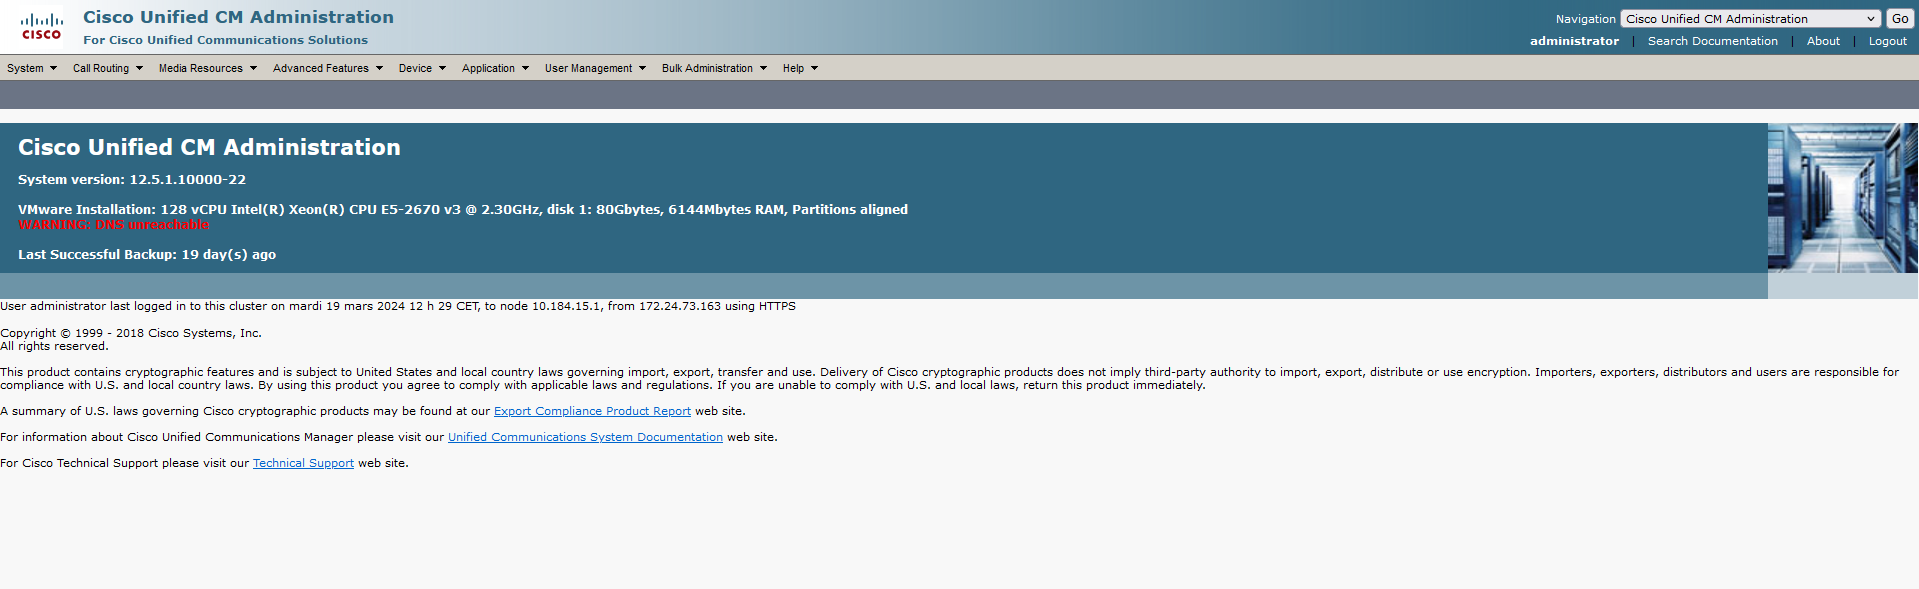 cisco
Cisco Unified CM Administration
For Cisco Unified Communications Solutions
Navigation Cisco Unified CM Administration Go
administrator | Search Documentation | About | Logout
System Call Routing Media Resources Advanced Features Device Application User Management Bulk Administration Help
Cisco Unified CM Administration
System version: 12.5.1.10000-22
VMware Installation: 128 vCPU Intel(R) Xeon(R) CPU E5-2670 v3 @ 2.30GHz, disk 1: 80Gbytes, 6144Mbytes RAM, Partitions aligned
WARNING: DNS unreachable
Last Successful Backup: 19 day(s) ago
User administrator last logged in to this cluster on mardi 19 mars 2024 12 h 29 CET, to node 10.184.15.1, from 172.24.73.163 using HTTPS
Copyright © 1999 - 2018 Cisco Systems, Inc.
All rights reserved.
This product contains cryptographic features and is subject to United States and local country laws governing import, export, transfer and use. Delivery of Cisco cryptographic products does not imply third-party authority to import, export, distribute or use encryption. Importers, exporters, distributors and users are responsible for
compliance with U.S. and local country laws. By using this product you agree to comply with applicable laws and regulations. If you are unable to comply with U.S. and local laws, return this product immediately.
A summary of U.S. laws governing Cisco cryptographic products may be found at our Export Compliance Product Report web site.
For information about Cisco Unified Communications Manager please visit our Unified Communications System Documentation web site.
For Cisco Technical Support please visit our Technical Support web site.